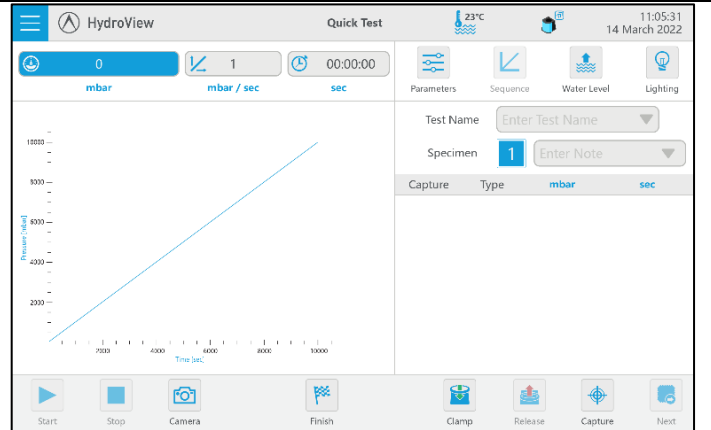 HydroView
Quick Test
23°C
11:05:31
14 March 2022
0
1
00:00:00
mbar
mbar / sec
sec
Parameters
Sequence
Water Level
Lighting
Test Name
Enter Test Name
Specimen
1
Enter Note
Capture Type mbar sec
10000
8000
6000
4000
2000
Pressure [mbar]
2000 4000 6000 8000 10000
Time [sec]
Start
Stop
Camera
Finish
Clamp
Release
Capture
Next